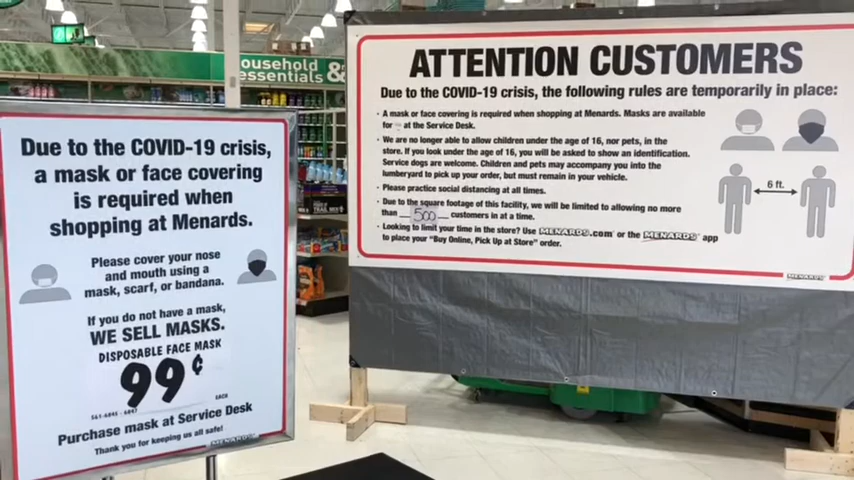 Household &
essentials
Due to the COVID-19 crisis,
a mask or face covering
is required when
shopping at Menards.
Please cover your nose
and mouth using a
mask, scarf, or bandana.
If you do not have a mask,
WE SELL MASKS.
DISPOSABLE FACE MASK
99¢
EACH
Purchase mask at Service Desk
Thank you for keeping us all safe!
MENARDS
ATTENTION CUSTOMERS
Due to the COVID-19 crisis, the following rules are temporarily in place:
• A mask or face covering is required when shopping at Menards. Masks are available
for at the Service Desk.
• We are no longer able to allow children under the age of 16, nor pets, in the
store. If you look under the age of 16, you will be asked to show an identification.
Service dogs are welcome. Children and pets may accompany you into the
lumberyard to pick up your order, but must remain in your vehicle.
• Please practice social distancing at all times.
• Due to the square footage of this facility, we will be limited to allowing no more
than 500 customers in at a time.
• Looking to limit your time in the store? Use MENARDS.com® or the MENARDS® app
to place your "Buy Online, Pick Up at Store" order.
6 ft.
MENARDS
TRAIL MIX